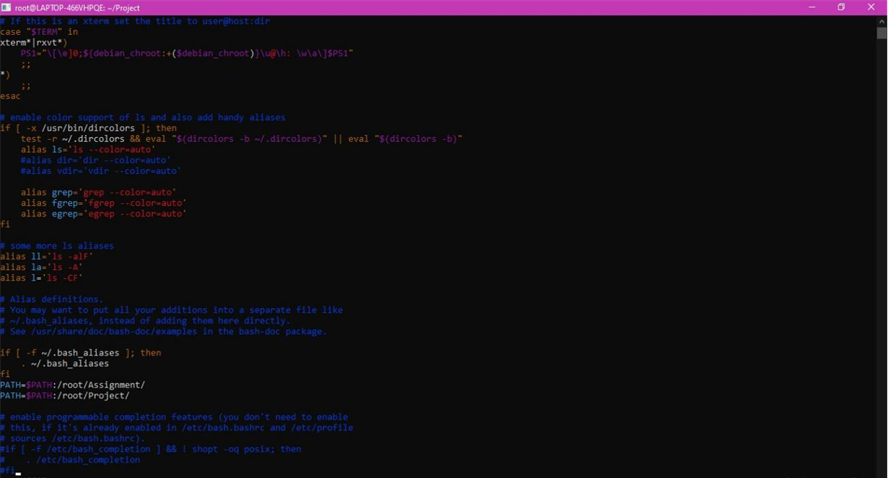 root@LAPTOP-466VHPQE: ~/Project
# If this is an xterm set the title to user@host:dir
case "$TERM" in
xterm*|rxvt*)
    PS1="\[\e]0;${debian_chroot:+($debian_chroot)}\u@\h: \w\a\]$PS1"
    ;;
*)
    ;;
esac
# enable color support of ls and also add handy aliases
if [ -x /usr/bin/dircolors ]; then
    test -r ~/.dircolors && eval "$(dircolors -b ~/.dircolors)" || eval "$(dircolors -b)"
    alias ls='ls --color=auto'
    #alias dir='dir --color=auto'
    #alias vdir='vdir --color=auto'
    alias grep='grep --color=auto'
    alias fgrep='fgrep --color=auto'
    alias egrep='egrep --color=auto'
fi
# some more ls aliases
alias ll='ls -alF'
alias la='ls -A'
alias l='ls -CF'
# Alias definitions.
# You may want to put all your additions into a separate file like
# ~/.bash_aliases, instead of adding them here directly.
# See /usr/share/doc/bash-doc/examples in the bash-doc package.
if [ -f ~/.bash_aliases ]; then
    . ~/.bash_aliases
fi
PATH=$PATH:/root/Assignment/
PATH=$PATH:/root/Project/
# enable programmable completion features (you don't need to enable
# this, if it's already enabled in /etc/bash.bashrc and /etc/profile
# sources /etc/bash.bashrc).
#if [ -f /etc/bash_completion ] && ! shopt -oq posix; then
#    . /etc/bash_completion
#fi